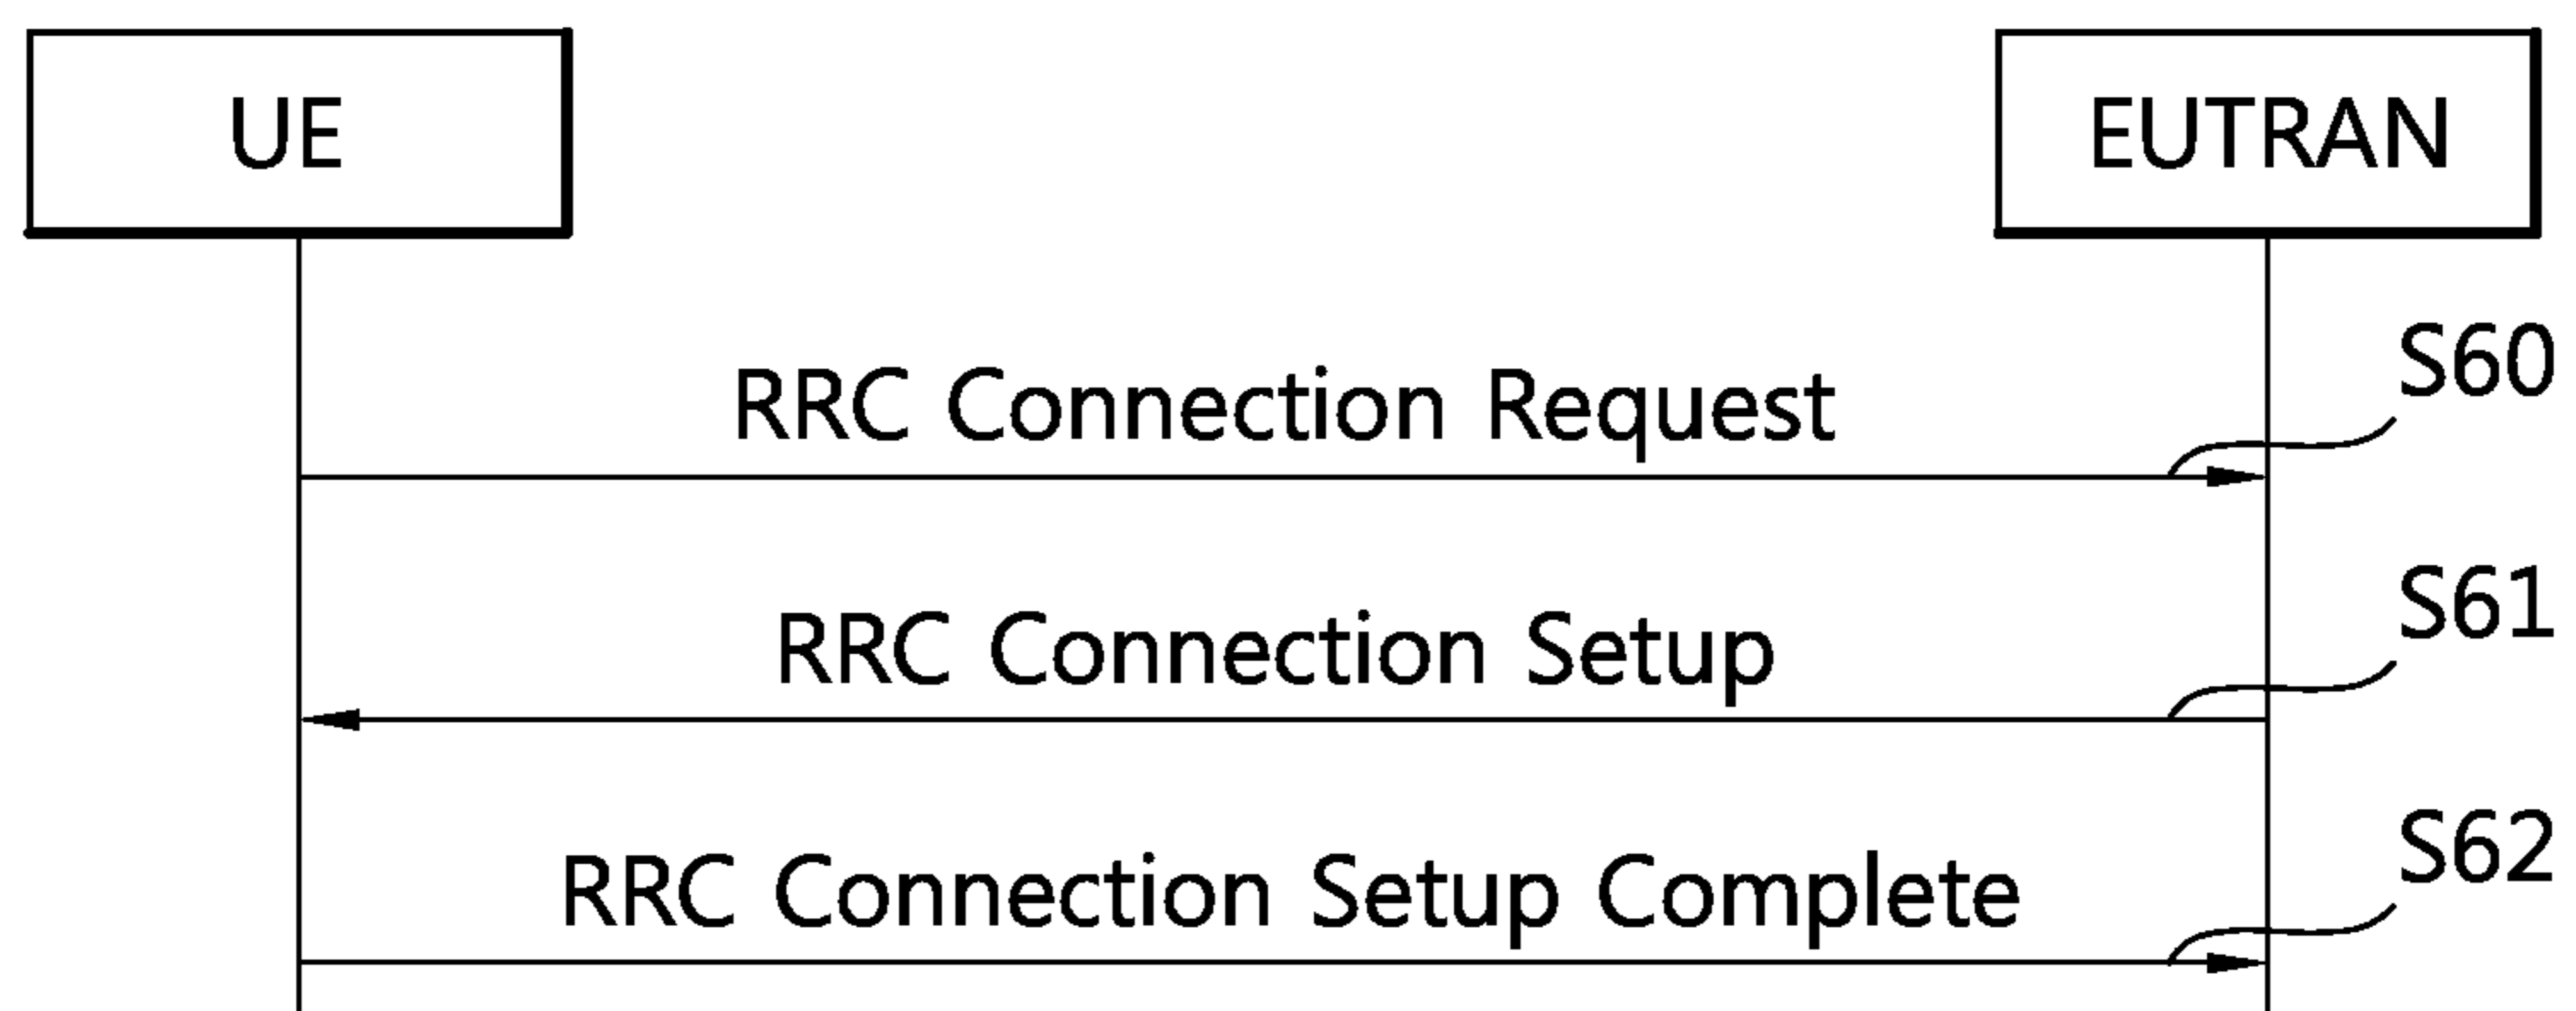 UE
EUTRAN
S60
RRC Connection Request
S61
RRC Connection Setup
S62
RRC Connection Setup Complete